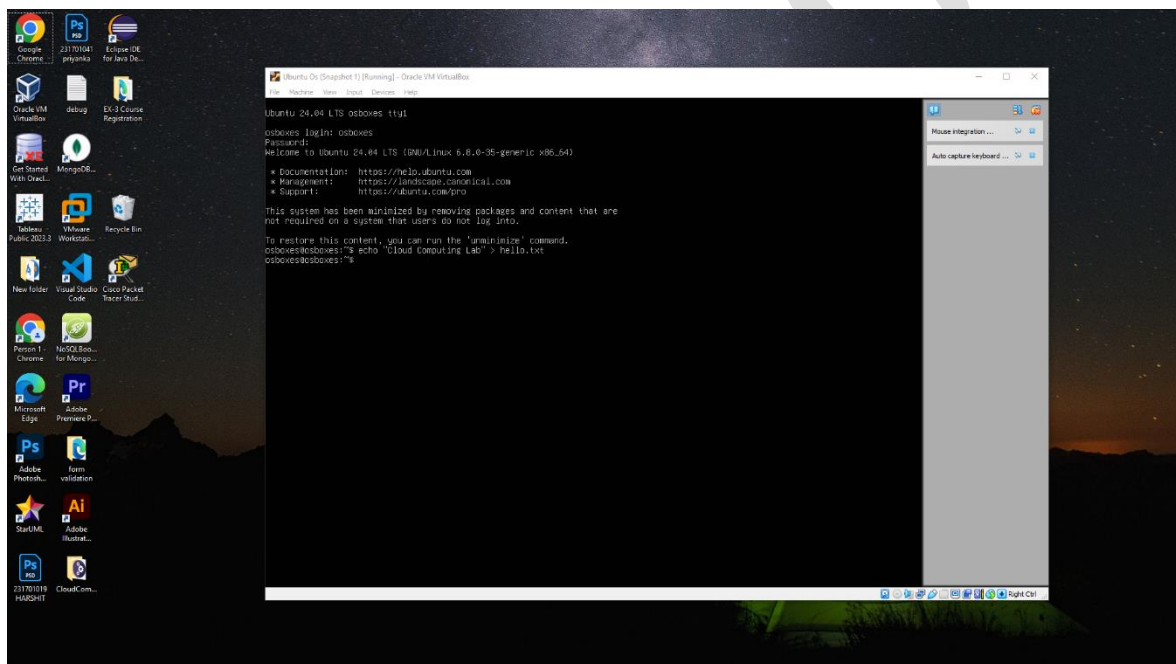 Google
Chrome
231701041
priyanka
Eclipse IDE
for Java De...
Oracle VM
VirtualBox
debug
EX-3 Course
Registration
Get Started
With Oracl...
MongoDB...
Tableau
Public 2023.3
VMware
Workstati...
Recycle Bin
New folder
Visual Studio
Code
Cisco Packet
Tracer Stud...
Person 1 -
Chrome
NoSQLBoo...
for Mongo...
Microsoft
Edge
Adobe
Premiere P...
Adobe
Photosh...
form
validation
StarUML
Adobe
Illustrat...
231701019
HARSHIT
CloudCom...
Ubuntu Os (Snapshot 1) [Running] - Oracle VM VirtualBox
File Machine View Input Devices Help
Ubuntu 24.04 LTS osboxes tty1
osboxes login: osboxes
Password:
Welcome to Ubuntu 24.04 LTS (GNU/Linux 6.8.0-35-generic x86_64)
* Documentation: https://help.ubuntu.com
* Management: https://landscape.canonical.com
* Support: https://ubuntu.com/pro
This system has been minimized by removing packages and content that are
not required on a system that users do not log into.
To restore this content, you can run the 'unminimize' command.
osboxes@osboxes:~$ echo "Cloud Computing Lab" > hello.txt
osboxes@osboxes:~$
Mouse integration ...
Auto capture keyboard ...
Right Ctrl